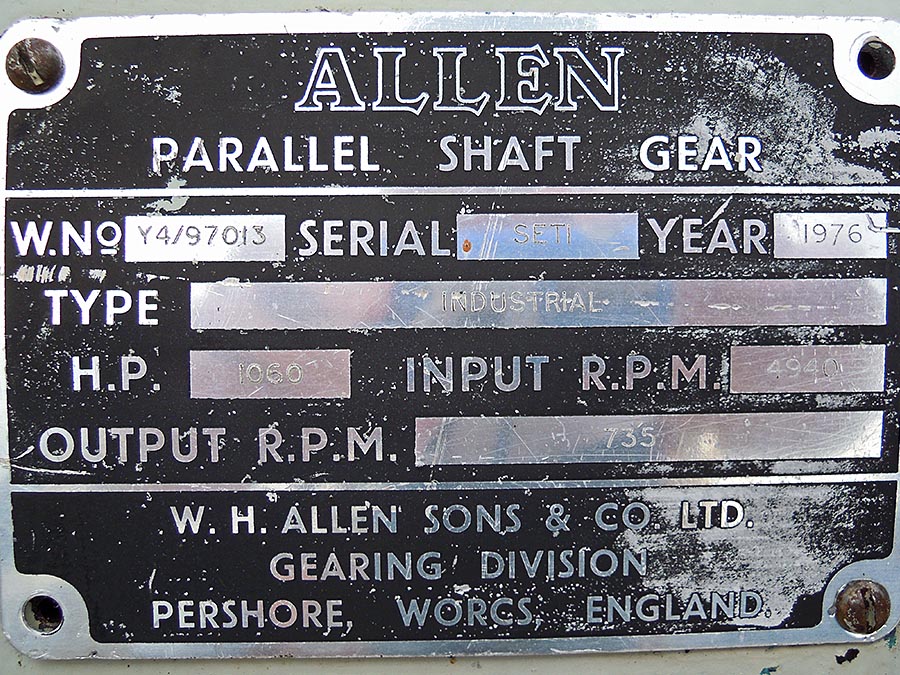 ALLEN
PARALLEL SHAFT GEAR
W.No Y4/97013 SERIAL SETI YEAR 1976
TYPE INDUSTRIAL
H.P. 1060 INPUT R.P.M. 4940
OUTPUT R.P.M. 735
W. H. ALLEN SONS & CO. LTD.
GEARING DIVISION
PERSHORE, WORCS, ENGLAND.